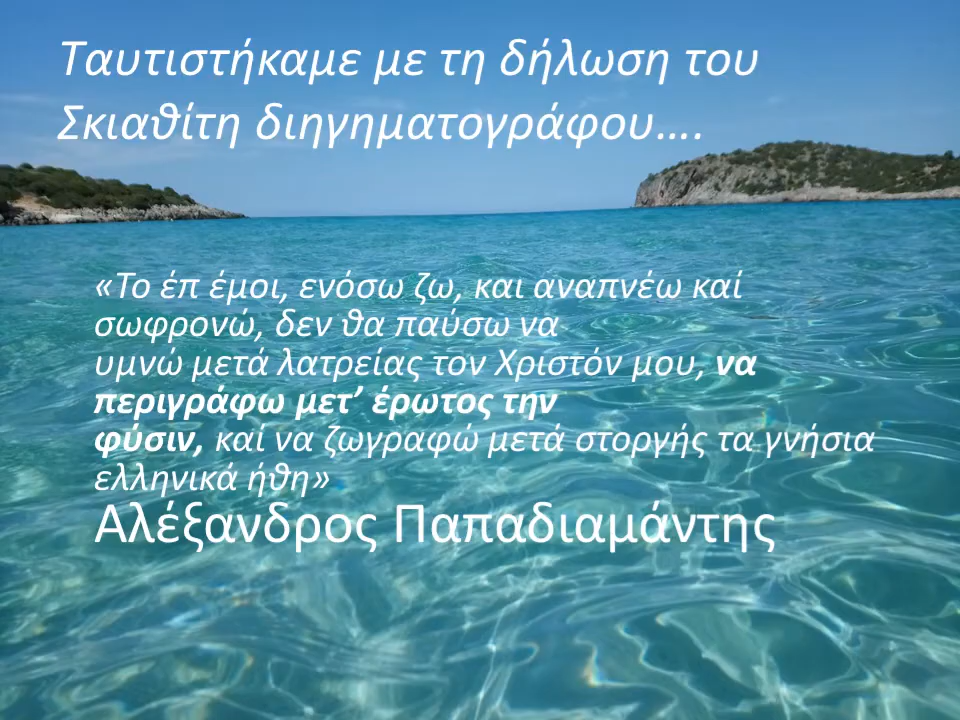 Ταυτιστήκαμε με τη δήλωση του
Σκιαθίτη διηγηματογράφου....
«Το έπ έμοι, ενόσω ζω, και αναπνέω καί
σωφρονώ, δεν θα παύσω να
υμνώ μετά λατρείας τον Χριστόν μου, να
περιγράφω μετ’ έρωτος την
φύσιν, καί να ζωγραφώ μετά στοργής τα γνήσια
ελληνικά ήθη»
Αλέξανδρος Παπαδιαμάντης